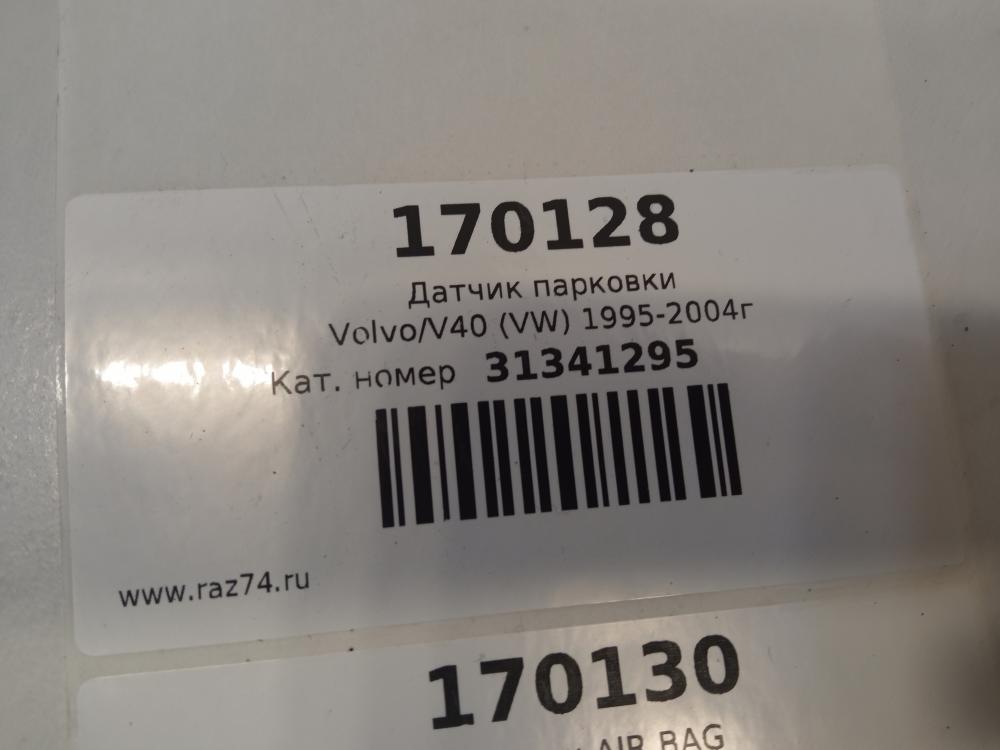 170128
Датчик парковки
Volvo/V40 (VW) 1995-2004г
Кат. номер 31341295
www.raz74.ru
170130
AIR BAG